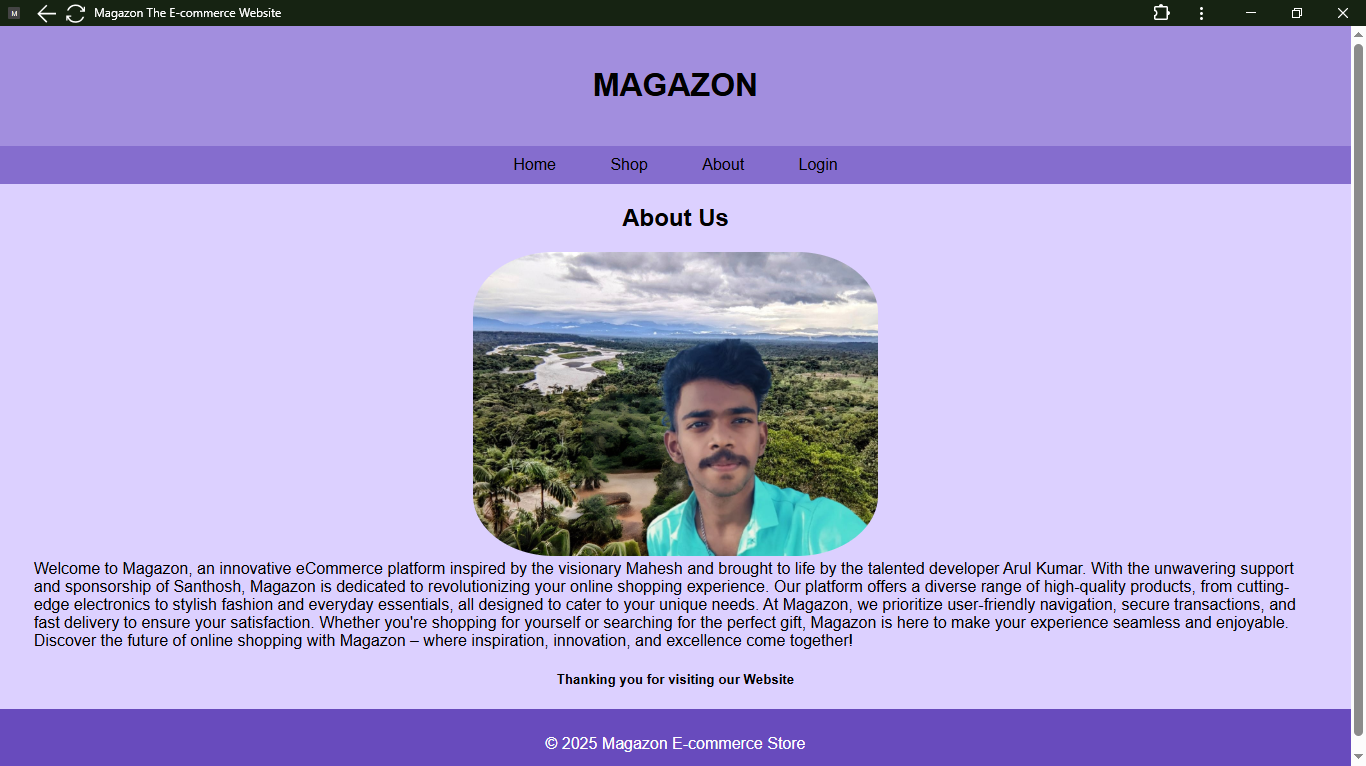 M Magazon The E-commerce Website
MAGAZON
Home Shop About Login
About Us
Welcome to Magazon, an innovative eCommerce platform inspired by the visionary Mahesh and brought to life by the talented developer Arul Kumar. With the unwavering support
and sponsorship of Santhosh, Magazon is dedicated to revolutionizing your online shopping experience. Our platform offers a diverse range of high-quality products, from cutting-
edge electronics to stylish fashion and everyday essentials, all designed to cater to your unique needs. At Magazon, we prioritize user-friendly navigation, secure transactions, and
fast delivery to ensure your satisfaction. Whether you're shopping for yourself or searching for the perfect gift, Magazon is here to make your experience seamless and enjoyable.
Discover the future of online shopping with Magazon – where inspiration, innovation, and excellence come together!
Thanking you for visiting our Website
© 2025 Magazon E-commerce Store